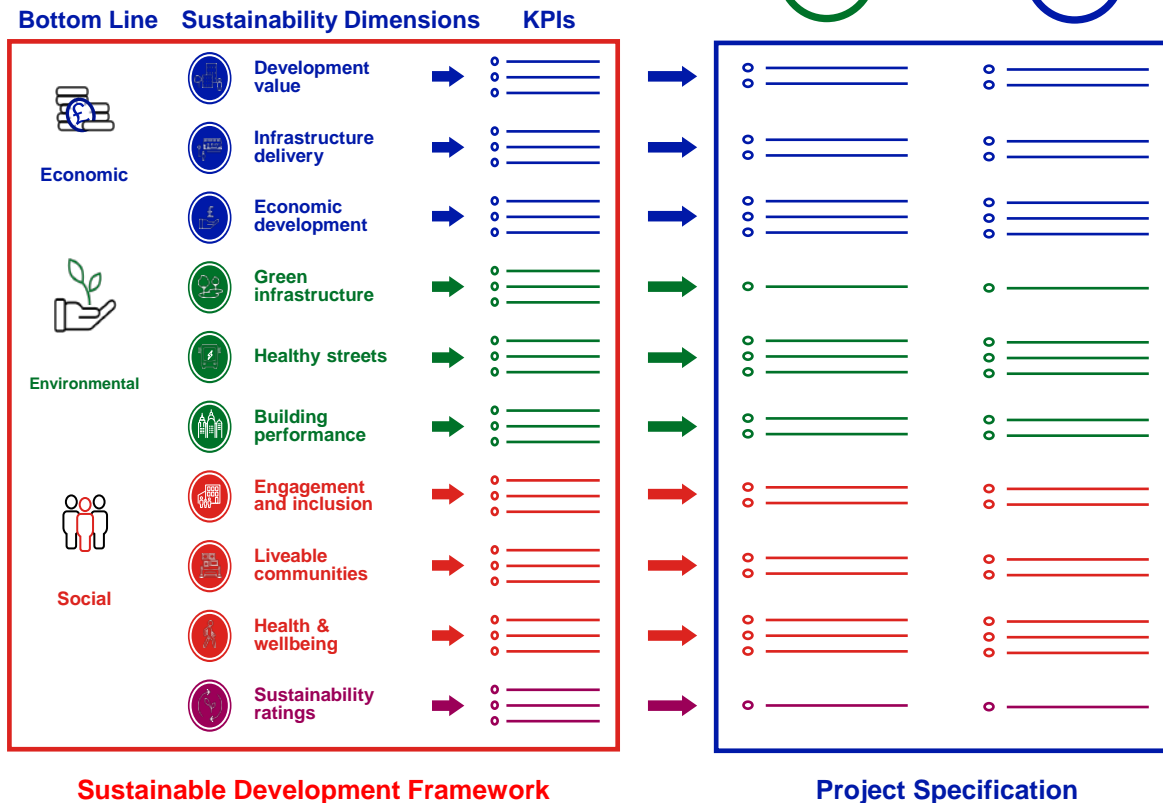 Bottom Line
Sustainability Dimensions
KPIs
£
Economic
Development
value
Infrastructure
delivery
£
Economic
development
Environmental
Green
infrastructure
Healthy streets
Building
performance
Social
Engagement
and inclusion
Liveable
communities
Health &
wellbeing
Sustainability
ratings
Sustainable Development Framework
Project Specification